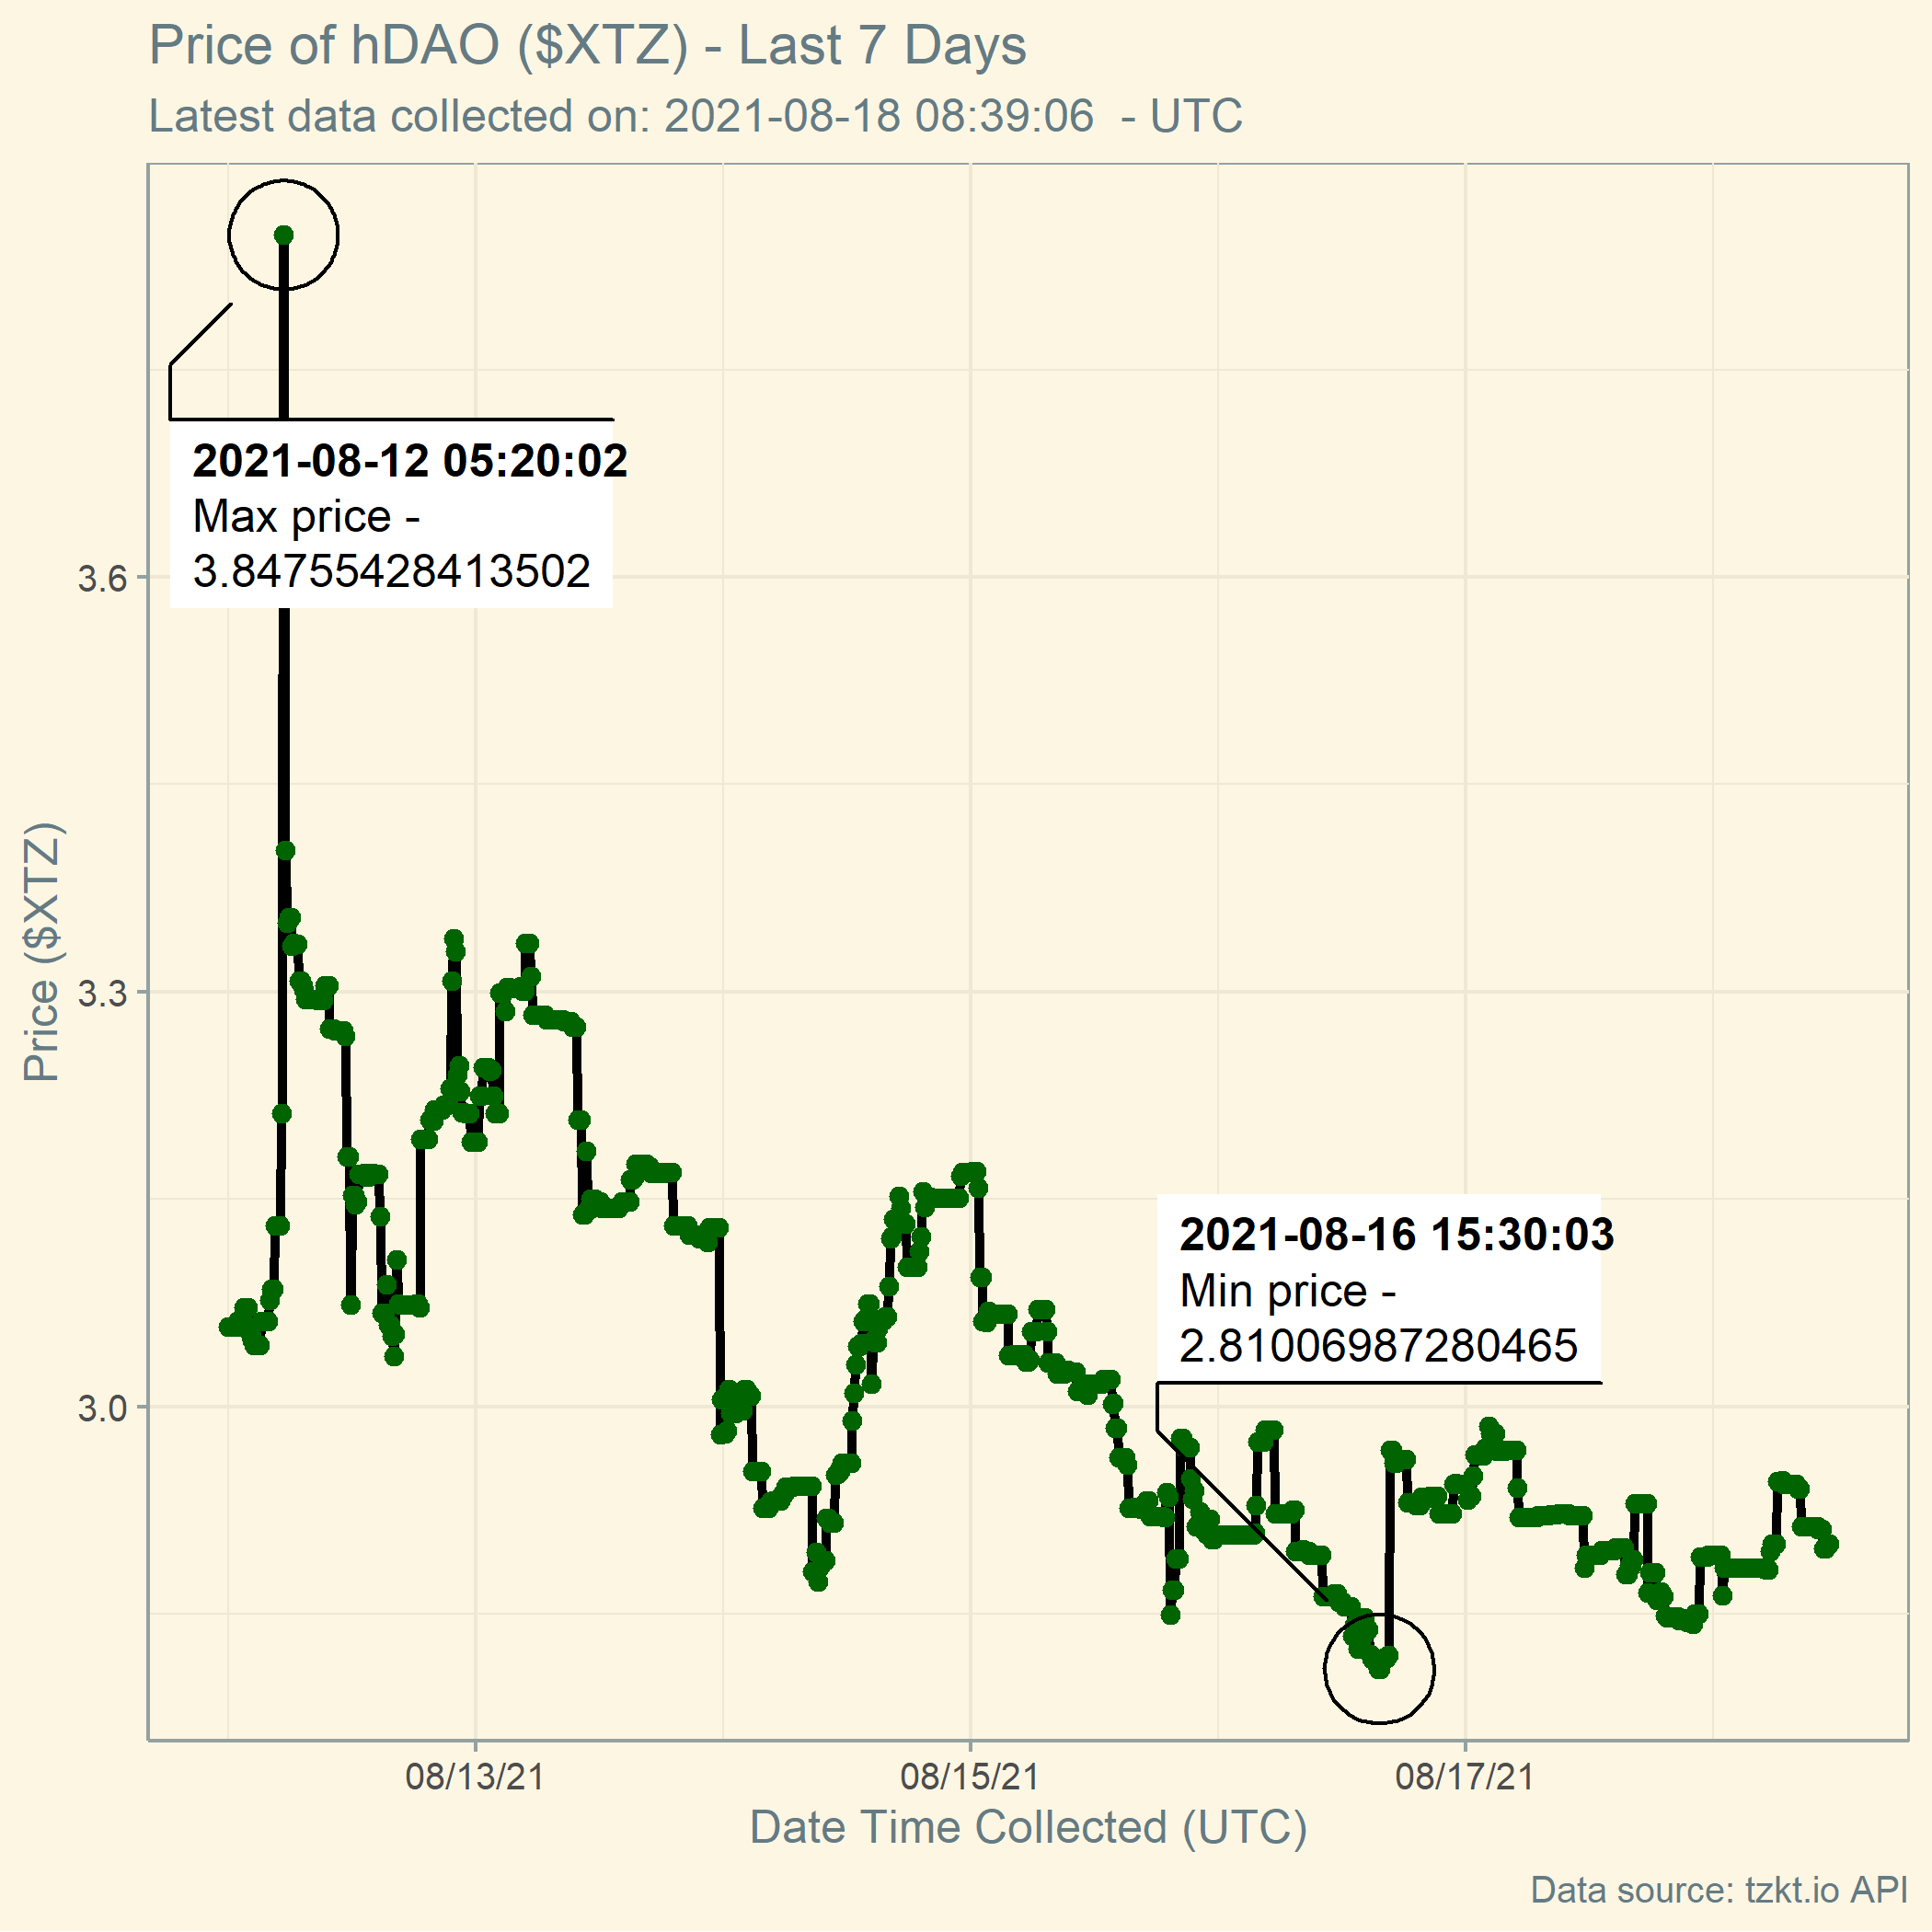 Price of hDAO ($XTZ) - Last 7 Days
Latest data collected on: 2021-08-18 08:39:06  - UTC
2021-08-12 05:20:02
Max price -
3.84755428413502
3.6
Price ($XTZ)
3.3
2021-08-16 15:30:03
Min price -
2.81006987280465
3.0
08/13/21
08/15/21
08/17/21
Date Time Collected (UTC)
Data source: tzkt.io API